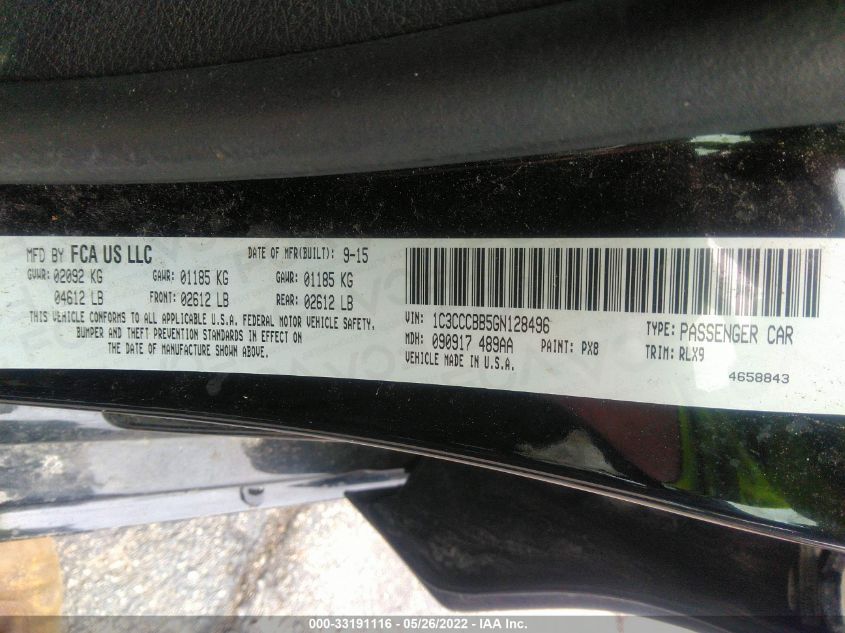 MFD BY FCA US LLC DATE OF MFR(BUILT): 9-15
GVWR: 02092 KG GAWR: 01185 KG GAWR: 01185 KG
04612 LB FRONT: 02612 LB REAR: 02612 LB
THIS VEHICLE CONFORMS TO ALL APPLICABLE U.S.A. FEDERAL MOTOR VEHICLE SAFETY,
BUMPER AND THEFT PREVENTION STANDARDS IN EFFECT ON
THE DATE OF MANUFACTURE SHOWN ABOVE.
VIN: 1C3CCCBB5GN128496 TYPE: PASSENGER CAR
MDH: 090917 489AA PAINT: PX8 TRIM: RLX9
VEHICLE MADE IN U.S.A. 4658843
000-33191116 - 05/26/2022 - IAA Inc.